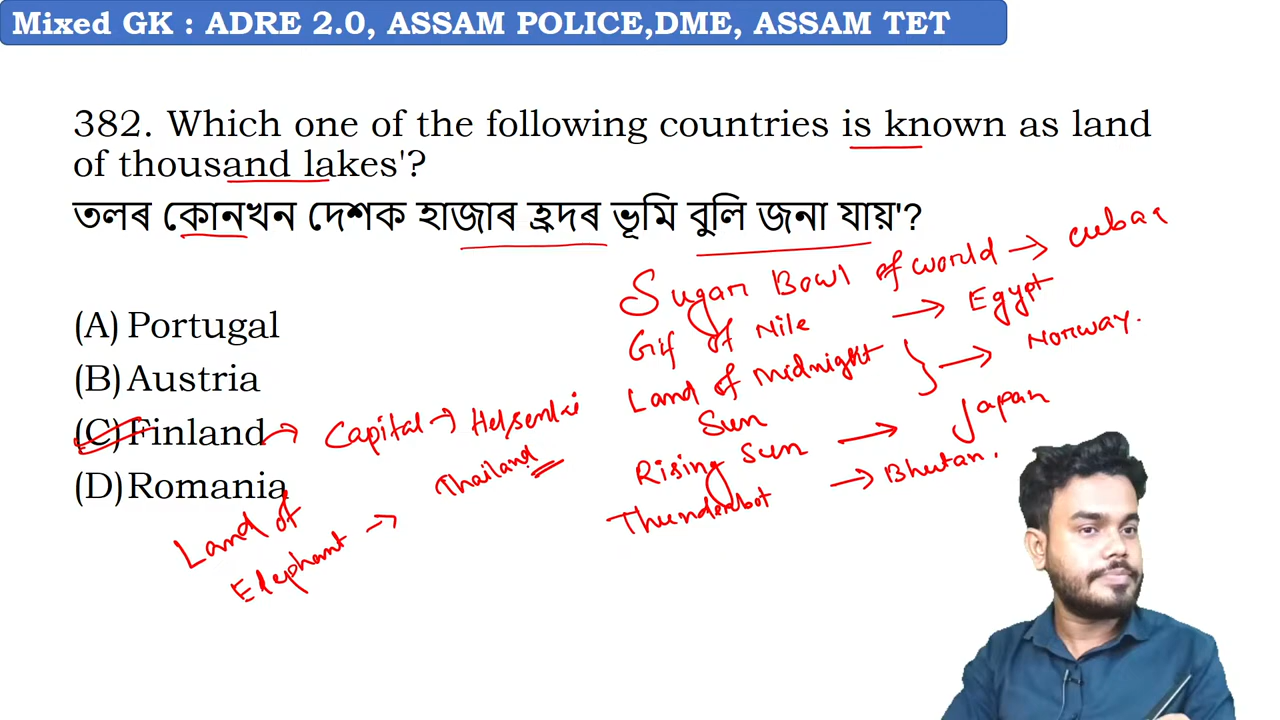 Mixed GK : ADRE 2.0, ASSAM POLICE,DME, ASSAM TET
382. Which one of the following countries is known as land
of thousand lakes'?
তলৰ কোনখন দেশক হাজাৰ হ্ৰদৰ ভূমি বুলি জনা যায়'?
(A) Portugal
(B) Austria
(C) Finland → Capital → Helsenki
(D) Romania
Land of
Elephant → Thailand
Sugar Bowl of world → Cuba
Gif of Nile → Egypt
Land of Midnight
Sun } → Norway.
Rising Sun → Japan
Thunderbot → Bhutan.